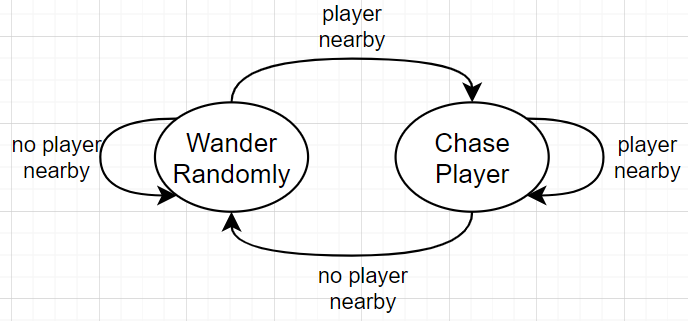 player
nearby
no player
nearby
Wander
Randomly
Chase
Player
player
nearby
no player
nearby